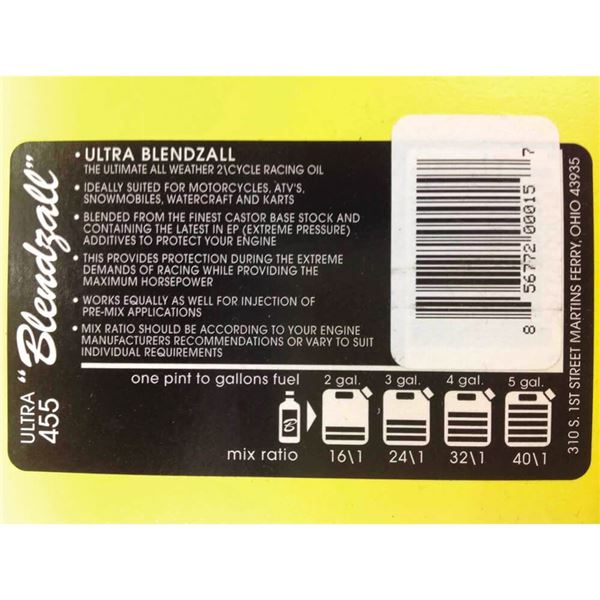 ULTRA
455
"Blendzall"
• ULTRA BLENDZALL
THE ULTIMATE ALL WEATHER 2\CYCLE RACING OIL
• IDEALLY SUITED FOR MOTORCYCLES, ATV'S,
SNOWMOBILES, WATERCRAFT AND KARTS
• BLENDED FROM THE FINEST CASTOR BASE STOCK AND
CONTAINING THE LATEST IN EP (EXTREME PRESSURE)
ADDITIVES TO PROTECT YOUR ENGINE
• THIS PROVIDES PROTECTION DURING THE EXTREME
DEMANDS OF RACING WHILE PROVIDING THE
MAXIMUM HORSEPOWER
• WORKS EQUALLY AS WELL FOR INJECTION OF
PRE-MIX APPLICATIONS
• MIX RATIO SHOULD BE ACCORDING TO YOUR ENGINE
MANUFACTURERS RECOMMENDATIONS OR VARY TO SUIT
INDIVIDUAL REQUIREMENTS
one pint to gallons fuel 2 gal. 3 gal. 4 gal. 5 gal.
B
mix ratio 16\1 24\1 32\1 40\1
8 56772 00015 7
310 S. 1ST STREET MARTINS FERRY, OHIO 43935